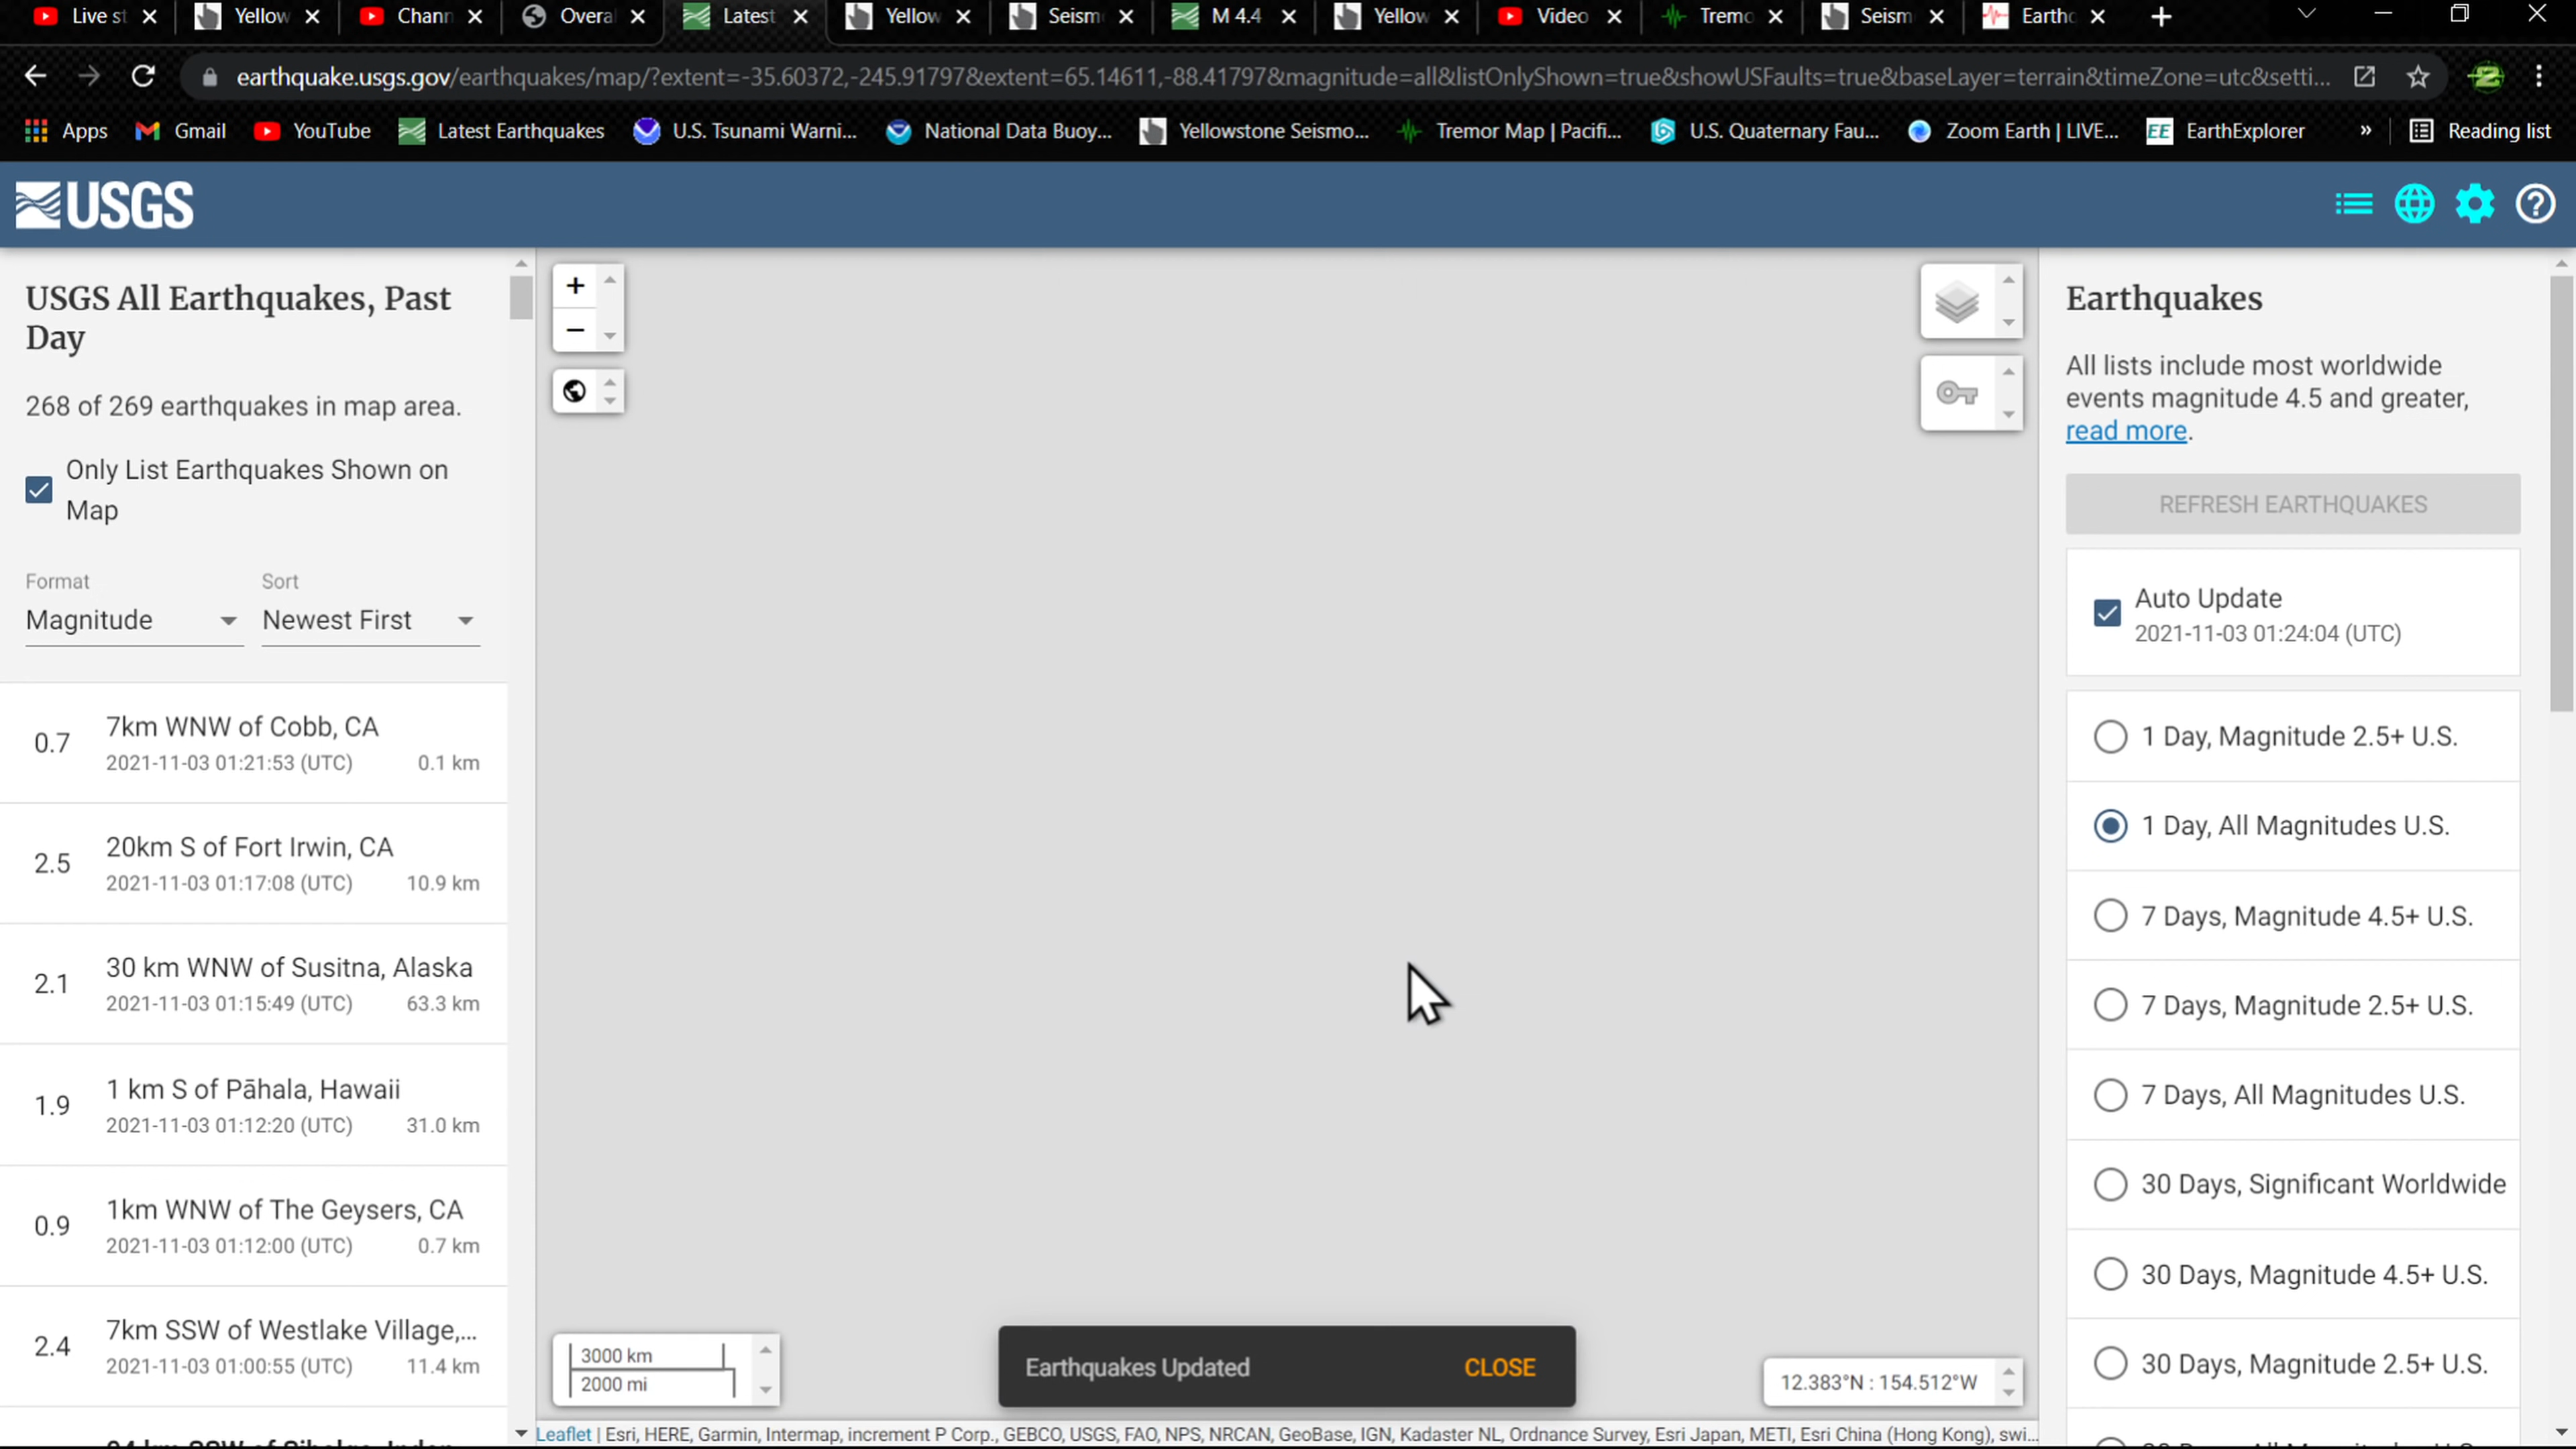 Live st
Yellow
Chann
Overal
Latest
Yellow
Seism
M 4.4
Yellow
Video
Tremo
Seism
Earthc
earthquake.usgs.gov/earthquakes/map/?extent=-35.60372,-245.91797&extent=65.14611,-88.41797&magnitude=all&listOnlyShown=true&showUSFaults=true&baseLayer=terrain&timeZone=utc&setti...
Apps
Gmail
YouTube
Latest Earthquakes
U.S. Tsunami Warni...
National Data Buoy...
Yellowstone Seismo...
Tremor Map | Pacifi...
U.S. Quaternary Fau...
Zoom Earth | LIVE...
EE EarthExplorer
»
Reading list
USGS
USGS All Earthquakes, Past
Day
268 of 269 earthquakes in map area.
Only List Earthquakes Shown on
Map
Format
Magnitude
Sort
Newest First
0.7
7km WNW of Cobb, CA
2021-11-03 01:21:53 (UTC) 0.1 km
2.5
20km S of Fort Irwin, CA
2021-11-03 01:17:08 (UTC) 10.9 km
2.1
30 km WNW of Susitna, Alaska
2021-11-03 01:15:49 (UTC) 63.3 km
1.9
1 km S of Pāhala, Hawaii
2021-11-03 01:12:20 (UTC) 31.0 km
0.9
1km WNW of The Geysers, CA
2021-11-03 01:12:00 (UTC) 0.7 km
2.4
7km SSW of Westlake Village,...
2021-11-03 01:00:55 (UTC) 11.4 km
+
−
3000 km
2000 mi
Earthquakes Updated CLOSE
12.383°N : 154.512°W
Leaflet | Esri, HERE, Garmin, Intermap, increment P Corp., GEBCO, USGS, FAO, NPS, NRCAN, GeoBase, IGN, Kadaster NL, Ordnance Survey, Esri Japan, METI, Esri China (Hong Kong), swi...
Earthquakes
All lists include most worldwide
events magnitude 4.5 and greater,
read more.
REFRESH EARTHQUAKES
Auto Update
2021-11-03 01:24:04 (UTC)
1 Day, Magnitude 2.5+ U.S.
1 Day, All Magnitudes U.S.
7 Days, Magnitude 4.5+ U.S.
7 Days, Magnitude 2.5+ U.S.
7 Days, All Magnitudes U.S.
30 Days, Significant Worldwide
30 Days, Magnitude 4.5+ U.S.
30 Days, Magnitude 2.5+ U.S.